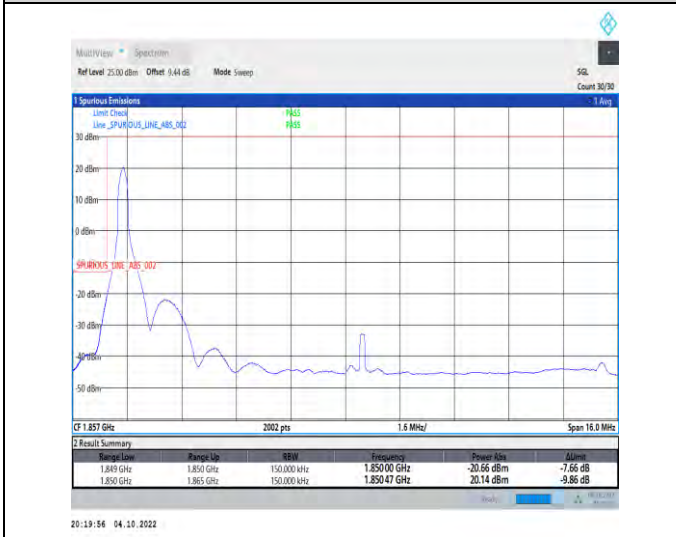 MultiView Spectrum
Ref Level 25.00 dBm Offset 9.44 dB Mode Sweep SGL
Count 30/30
1 Spurious Emissions 1 Avg
Limit Check PASS
Line _SPURIOUS_LINE_ABS_002 PASS
30 dBm
20 dBm
10 dBm
0 dBm
SPURIOUS_LINE_ABS_002
-20 dBm
-30 dBm
-40 dBm
-50 dBm
CF 1.857 GHz 2002 pts 1.6 MHz/ Span 16.0 MHz
2 Result Summary
Range Low Range Up RBW Frequency Power Abs ΔLimit
1.849 GHz 1.850 GHz 150.000 kHz 1.85000 GHz -20.66 dBm -7.66 dB
1.850 GHz 1.865 GHz 150.000 kHz 1.85047 GHz 20.14 dBm -9.86 dB
20:19:56 04.10.2022